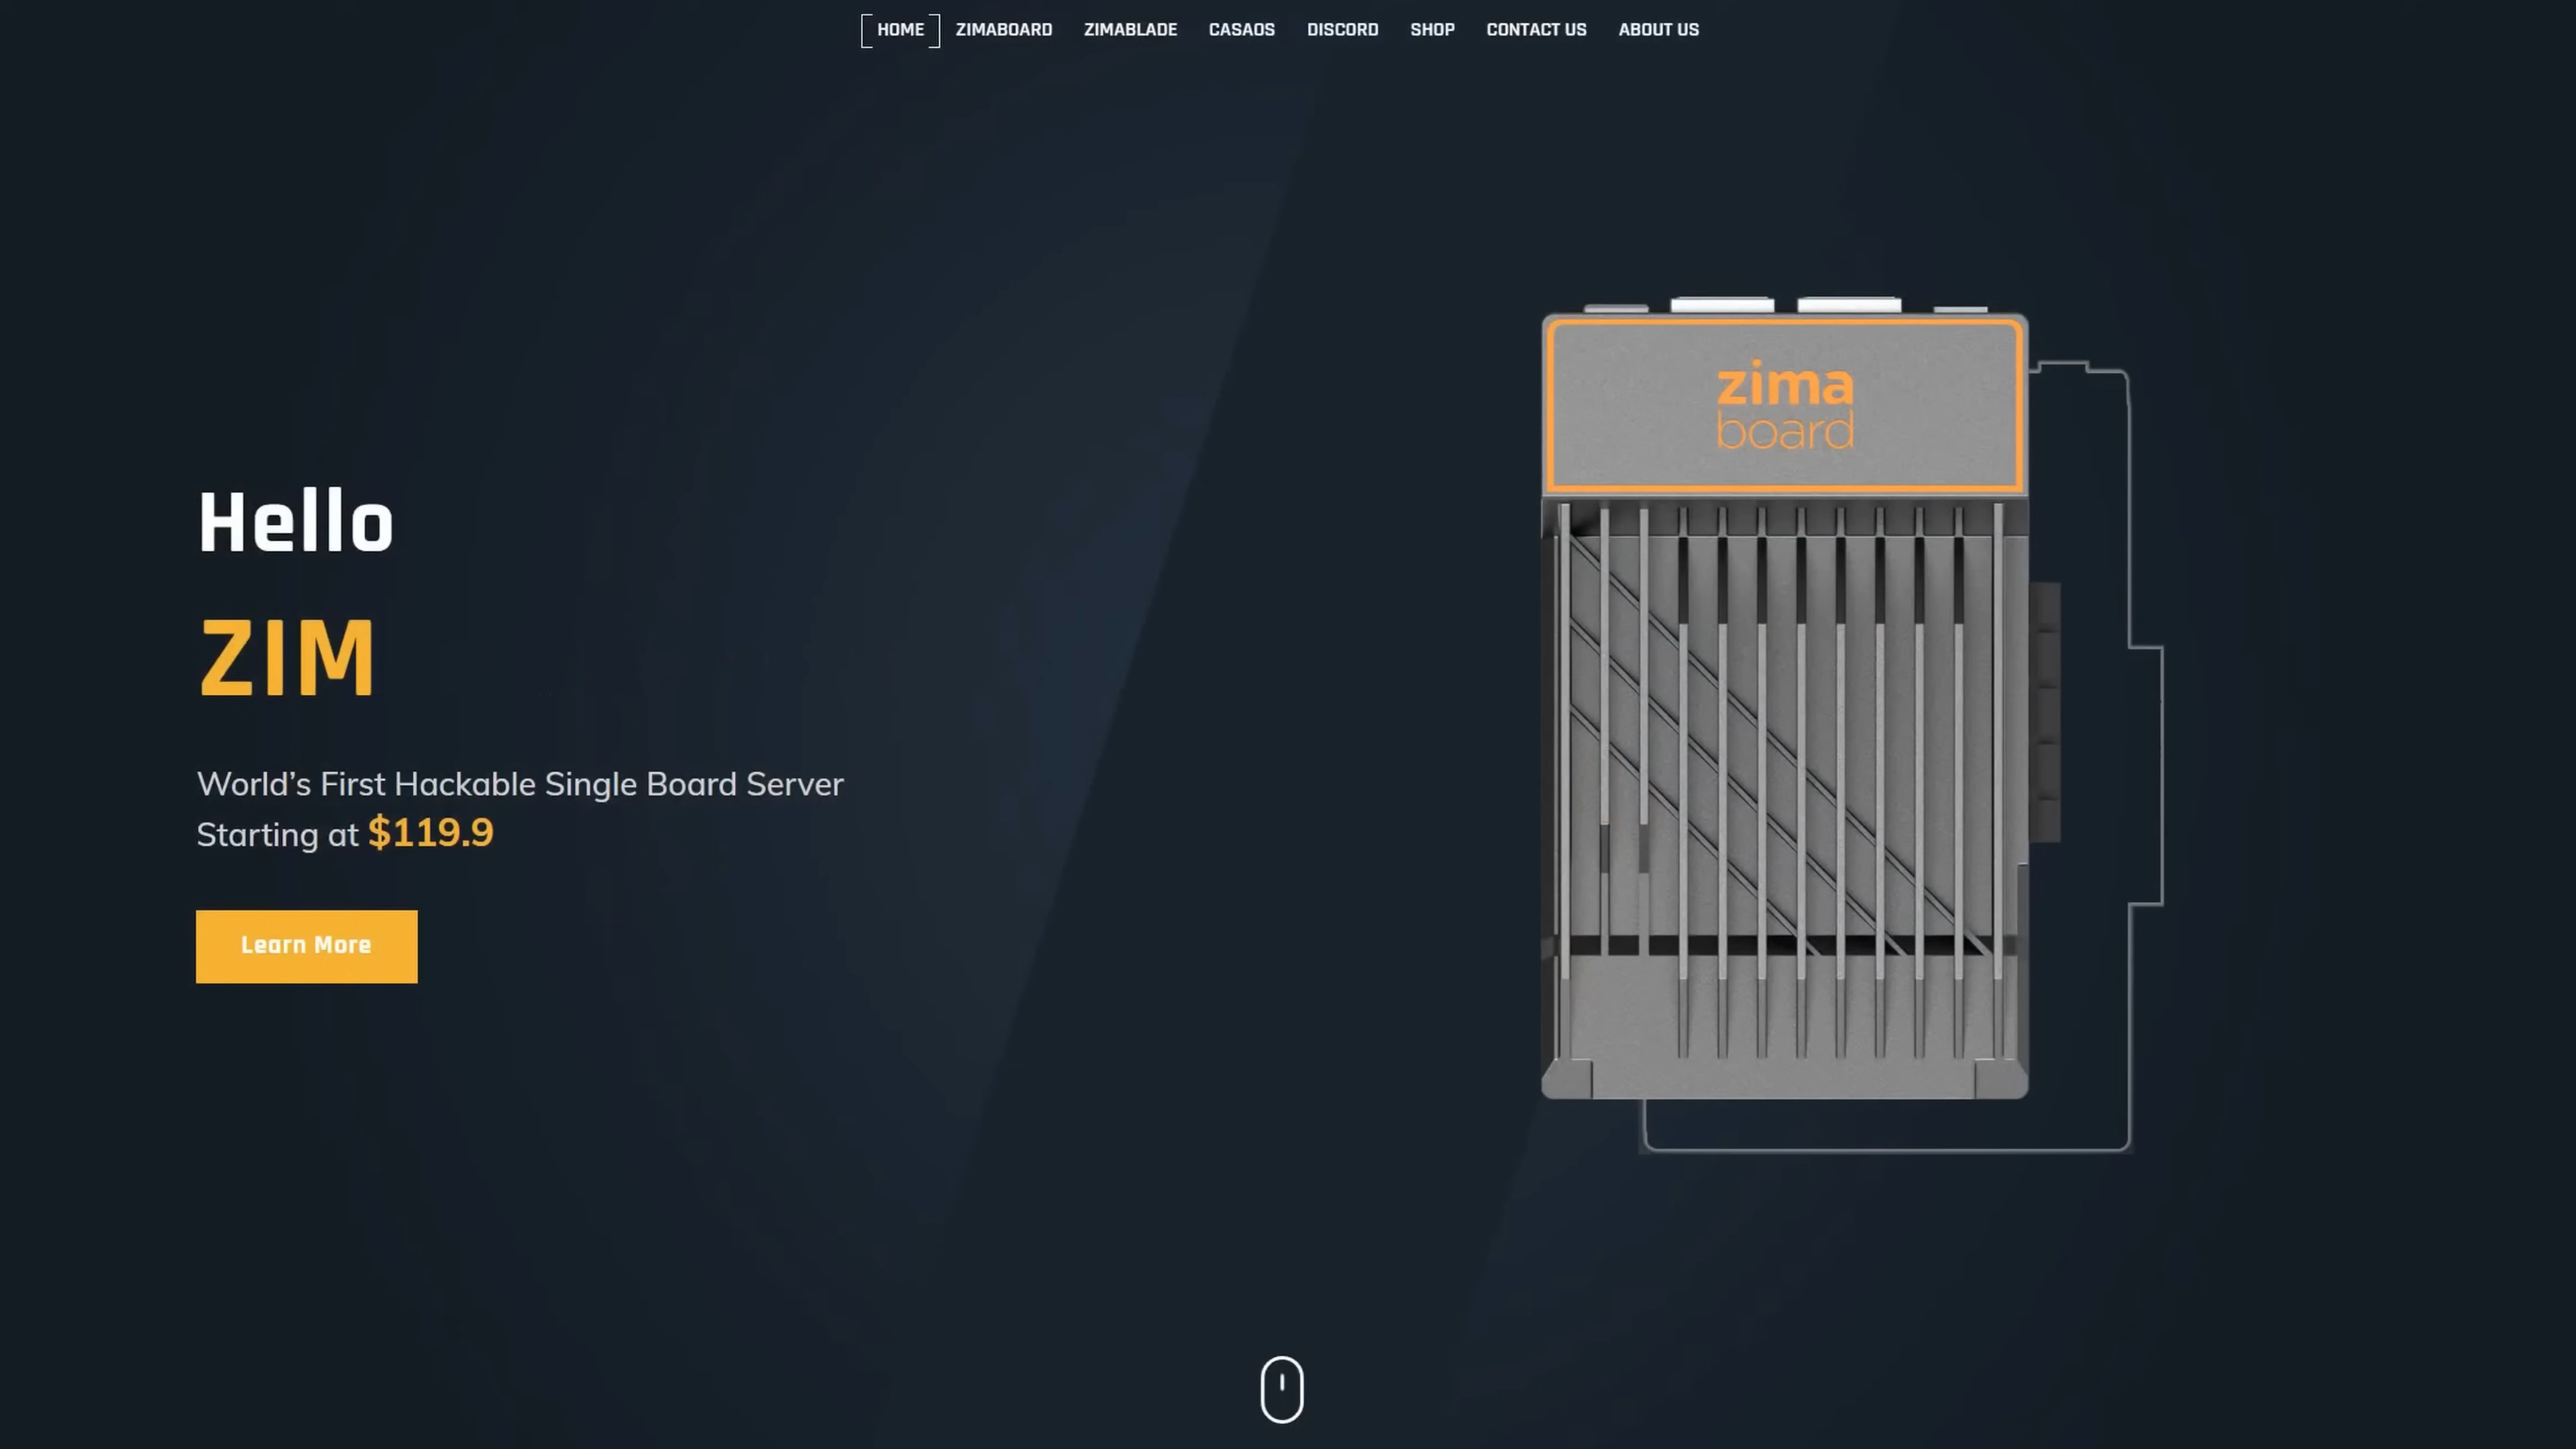 HOME ZIMABOARD ZIMABLADE CASAOS DISCORD SHOP CONTACT US ABOUT US
zima
board
Hello
ZIM
World's First Hackable Single Board Server
Starting at $119.9
Learn More